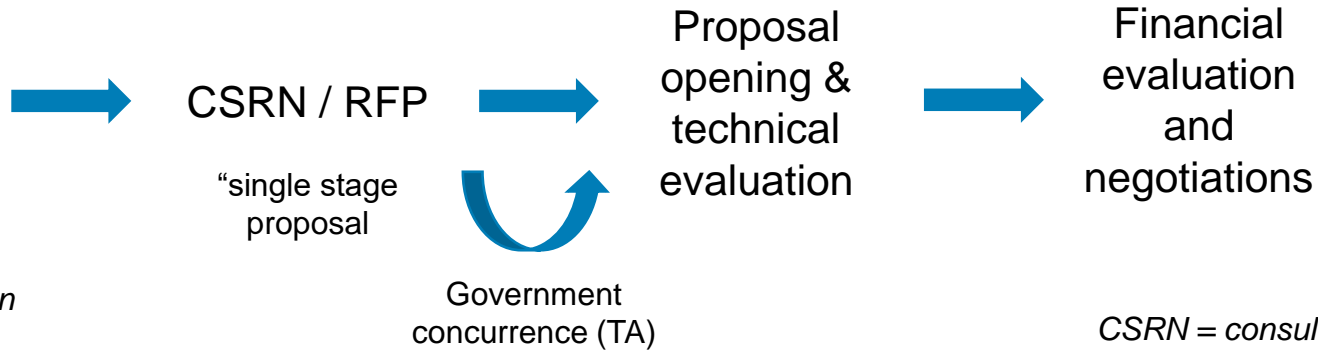 CSRN / RFP
“single stage
proposal
Government
concurrence (TA)
Proposal
opening &
technical
evaluation
Financial
evaluation
and
negotiations
n
CSRN = consul